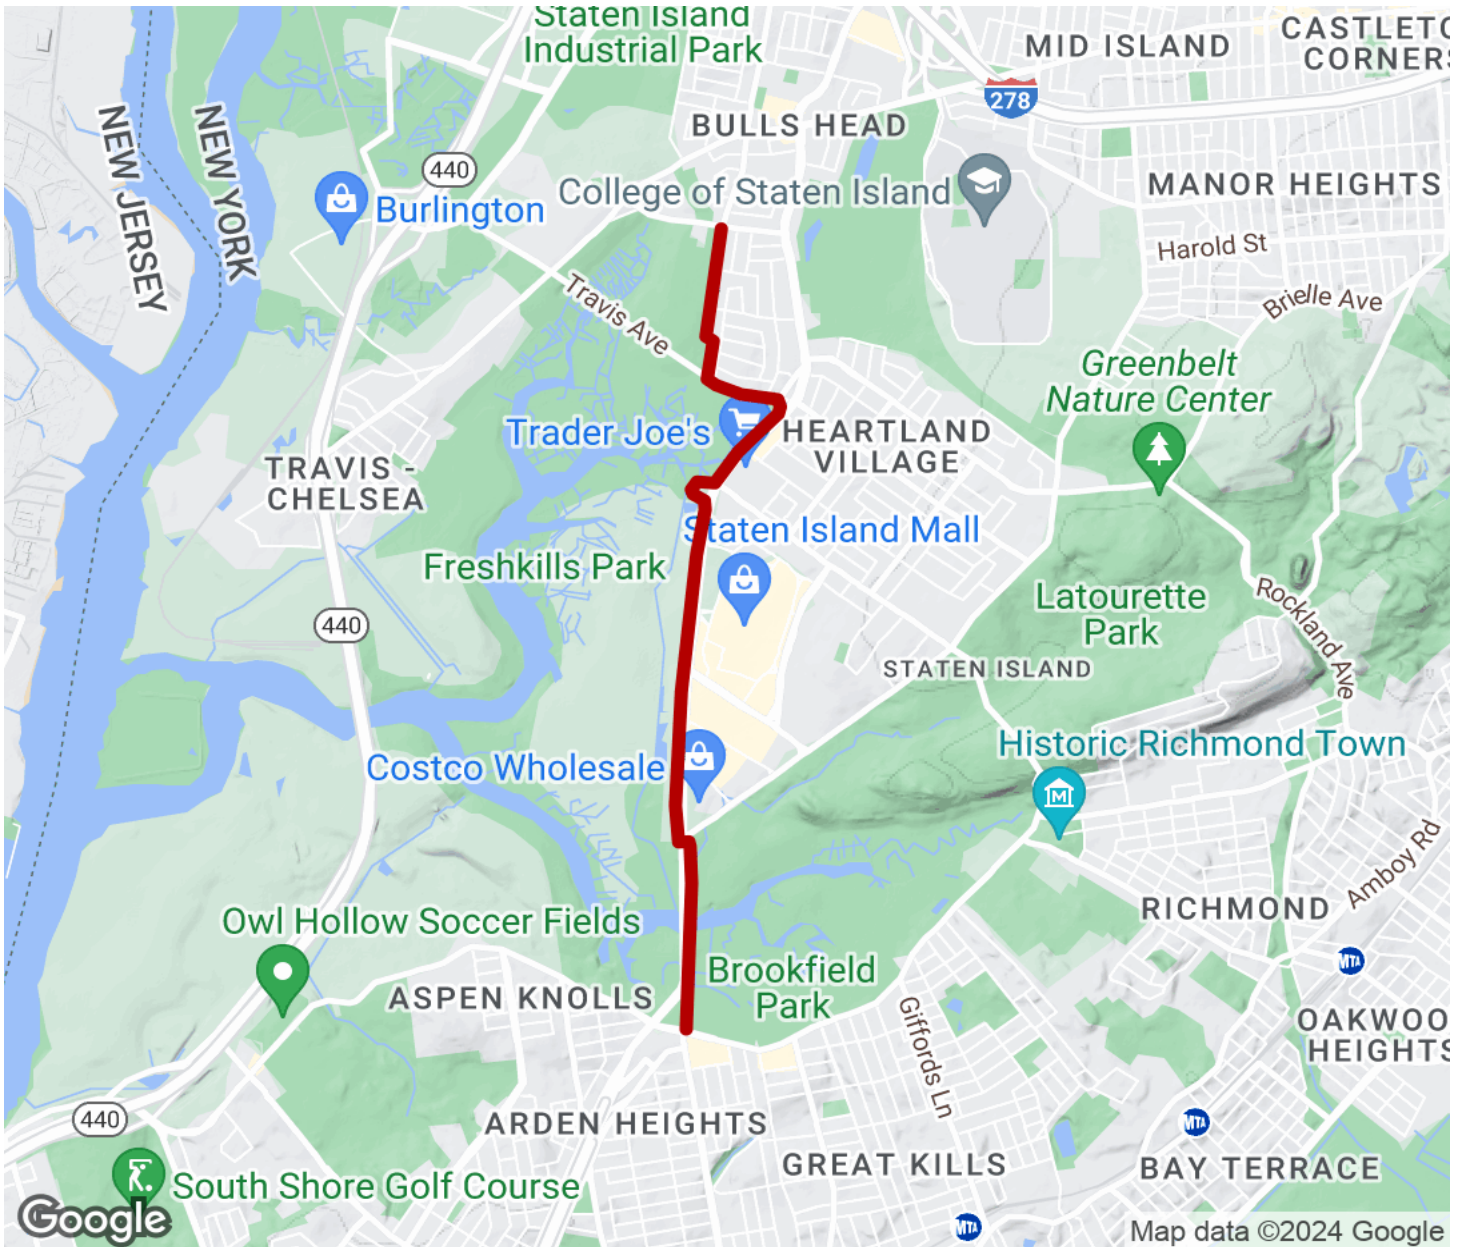 Staten Island
Industrial Park
MID ISLAND
CASTLETO
CORNERS
278
NEW JERSEY
NEW YORK
BULLS HEAD
440
College of Staten Island
MANOR HEIGHTS
Burlington
Harold St
Travis Ave
Brielle Ave
Greenbelt
Nature Center
Trader Joe's
HEARTLAND
VILLAGE
TRAVIS -
CHELSEA
Staten Island Mall
Freshkills Park
Latourette
Park
Rockland Ave
440
STATEN ISLAND
Historic Richmond Town
M
Costco Wholesale
Amboy Rd
Owl Hollow Soccer Fields
RICHMOND
MTA
Brookfield
Park
ASPEN KNOLLS
Giffords Ln
OAKWOO
HEIGHTS
440
ARDEN HEIGHTS
MTA
GREAT KILLS
BAY TERRACE
South Shore Golf Course
Google
MTA
Map data ©2024 Google